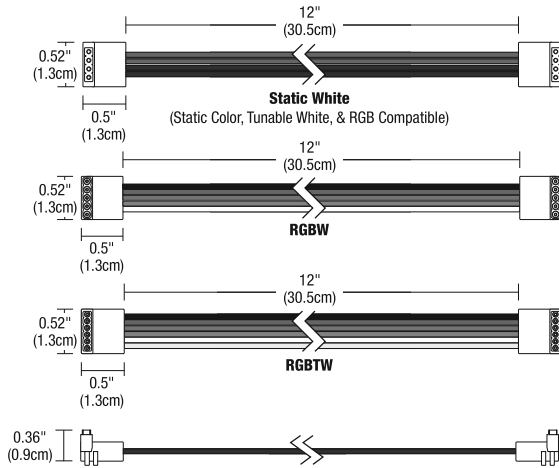 12"
(30.5cm)
0.52"
(1.3cm)
0.5"
(1.3cm)
Static White
(Static Color, Tunable White, & RGB Compatible)
12"
(30.5cm)
0.52"
(1.3cm)
0.5"
(1.3cm)
RGBW
12"
(30.5cm)
0.52"
(1.3cm)
0.5"
(1.3cm)
RGBTW
0.36"
(0.9cm)